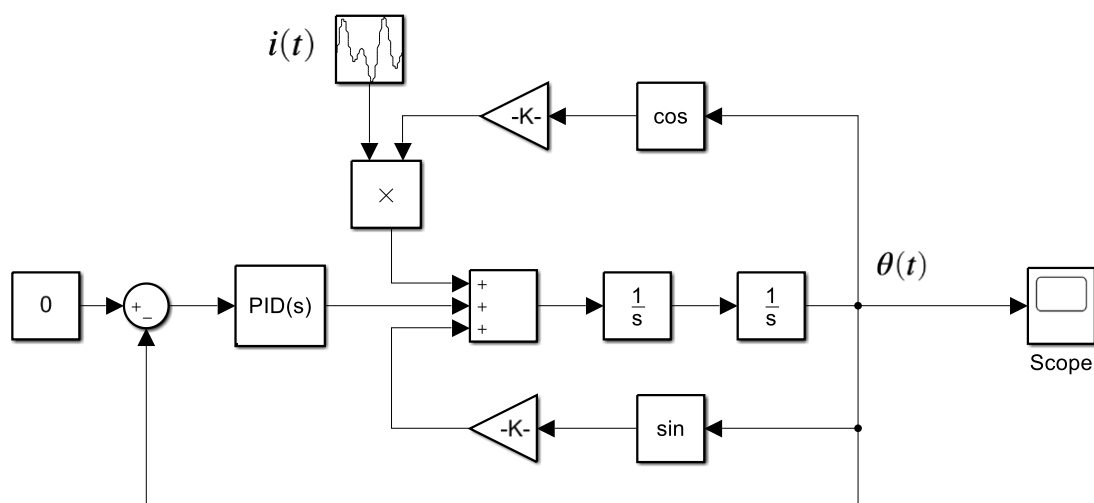 i(t)
-K-
cos
×
θ(t)
0
+
−
PID(s)
+
+
+
1
s
1
s
Scope
-K-
sin